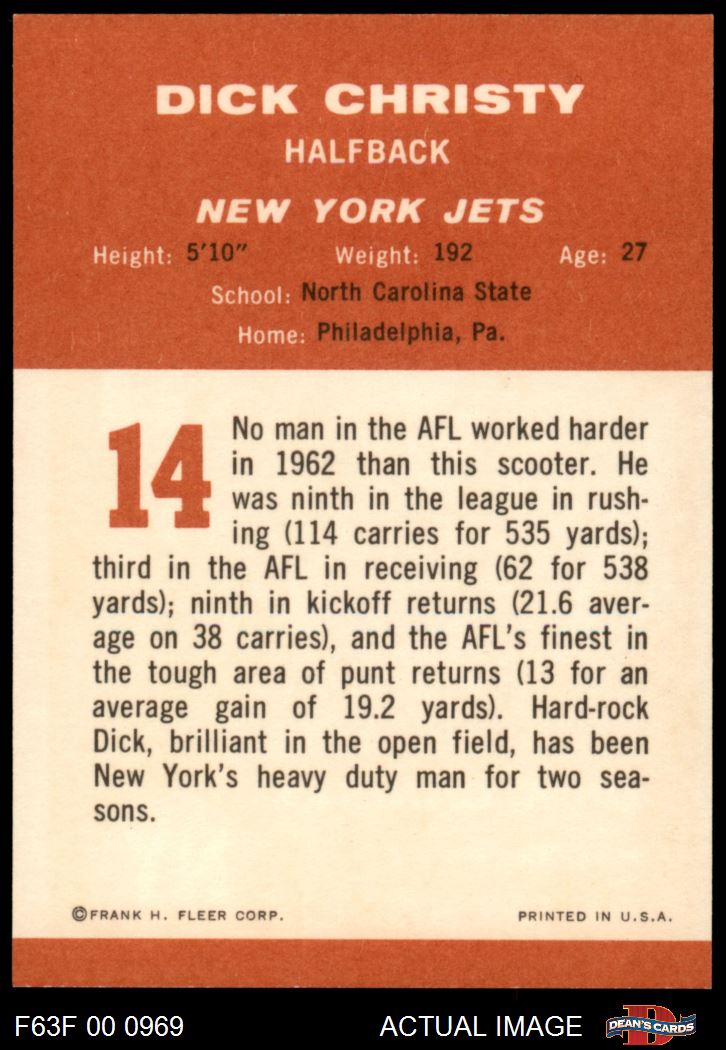 DICK CHRISTY
HALFBACK
NEW YORK JETS
Height: 5'10" Weight: 192 Age: 27
School: North Carolina State
Home: Philadelphia, Pa.
14
No man in the AFL worked harder
in 1962 than this scooter. He
was ninth in the league in rush-
ing (114 carries for 535 yards);
third in the AFL in receiving (62 for 538
yards); ninth in kickoff returns (21.6 aver-
age on 38 carries), and the AFL's finest in
the tough area of punt returns (13 for an
average gain of 19.2 yards). Hard-rock
Dick, brilliant in the open field, has been
New York's heavy duty man for two sea-
sons.
©FRANK H. FLEER CORP. PRINTED IN U.S.A.
F63F 00 0969 ACTUAL IMAGE D DEAN'S CARDS